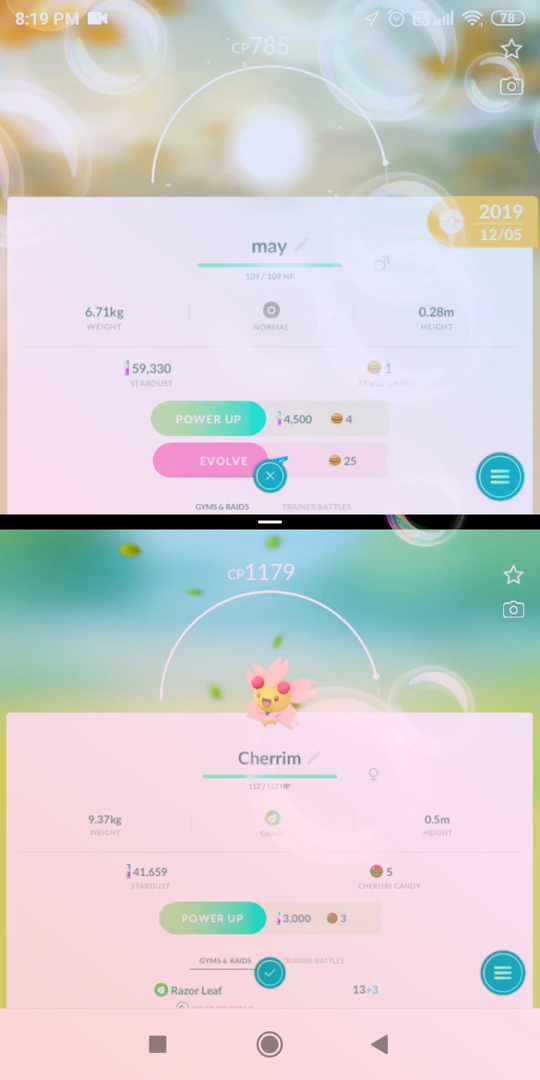 8:19 PM 78
CP785
2019
12/05
may
109 / 109 HP
6.71kg 0.28m
WEIGHT NORMAL HEIGHT
59,330 1
STARDUST EEVEE CANDY
POWER UP 4,500 4
EVOLVE 25
GYMS & RAIDS TRAINER BATTLES
CP1179
Cherrim
112 / 112 HP
9.37kg 0.5m
WEIGHT GRASS HEIGHT
41,659 5
STARDUST CHERUBI CANDY
POWER UP 3,000 3
GYMS & RAIDS TRAINER BATTLES
Razor Leaf 13+3